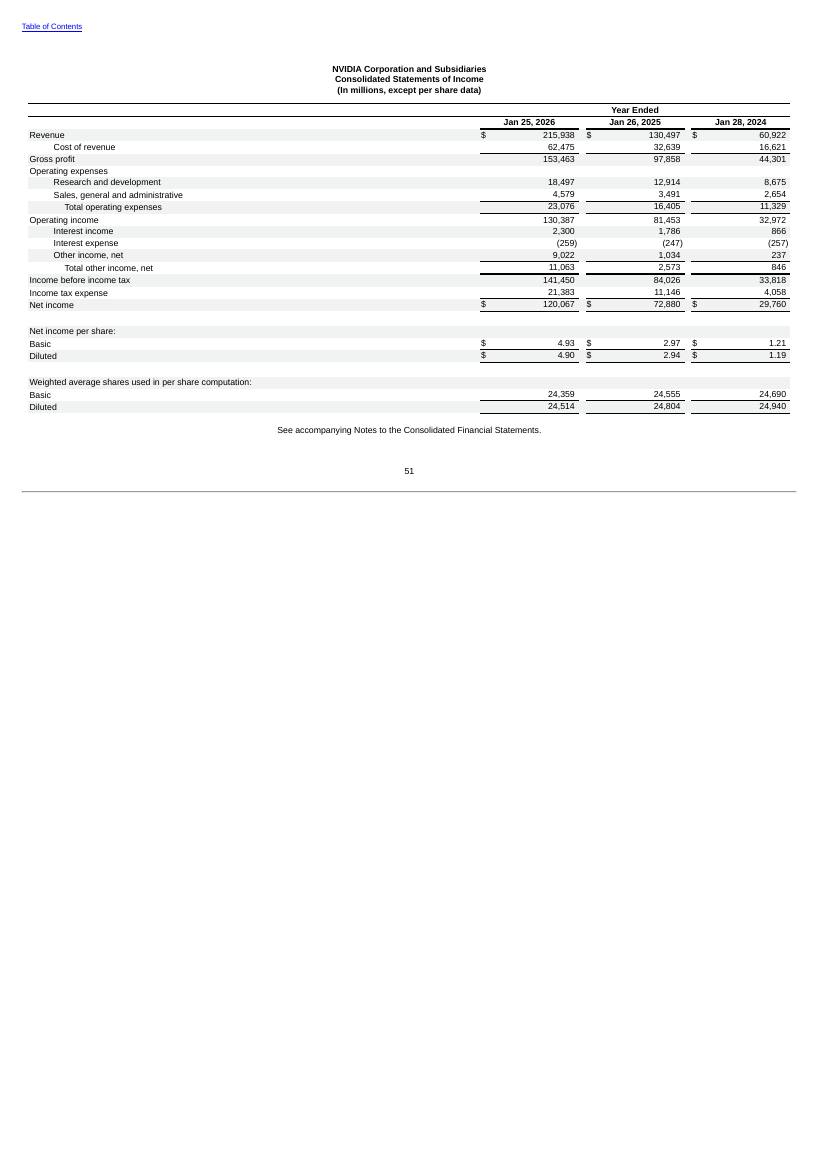 Table of Contents
NVIDIA Corporation and Subsidiaries
Consolidated Statements of Income
(In millions, except per share data)
Year Ended
Jan 25, 2026 Jan 26, 2025 Jan 28, 2024
Revenue $ 215,938 $ 130,497 $ 60,922
Cost of revenue 62,475 32,639 16,621
Gross profit 153,463 97,858 44,301
Operating expenses
Research and development 18,497 12,914 8,675
Sales, general and administrative 4,579 3,491 2,654
Total operating expenses 23,076 16,405 11,329
Operating income 130,387 81,453 32,972
Interest income 2,300 1,786 866
Interest expense (259) (247) (257)
Other income, net 9,022 1,034 237
Total other income, net 11,063 2,573 846
Income before income tax 141,450 84,026 33,818
Income tax expense 21,383 11,146 4,058
Net income $ 120,067 $ 72,880 $ 29,760
Net income per share:
Basic $ 4.93 $ 2.97 $ 1.21
Diluted $ 4.90 $ 2.94 $ 1.19
Weighted average shares used in per share computation:
Basic 24,359 24,555 24,690
Diluted 24,514 24,804 24,940
See accompanying Notes to the Consolidated Financial Statements.
51